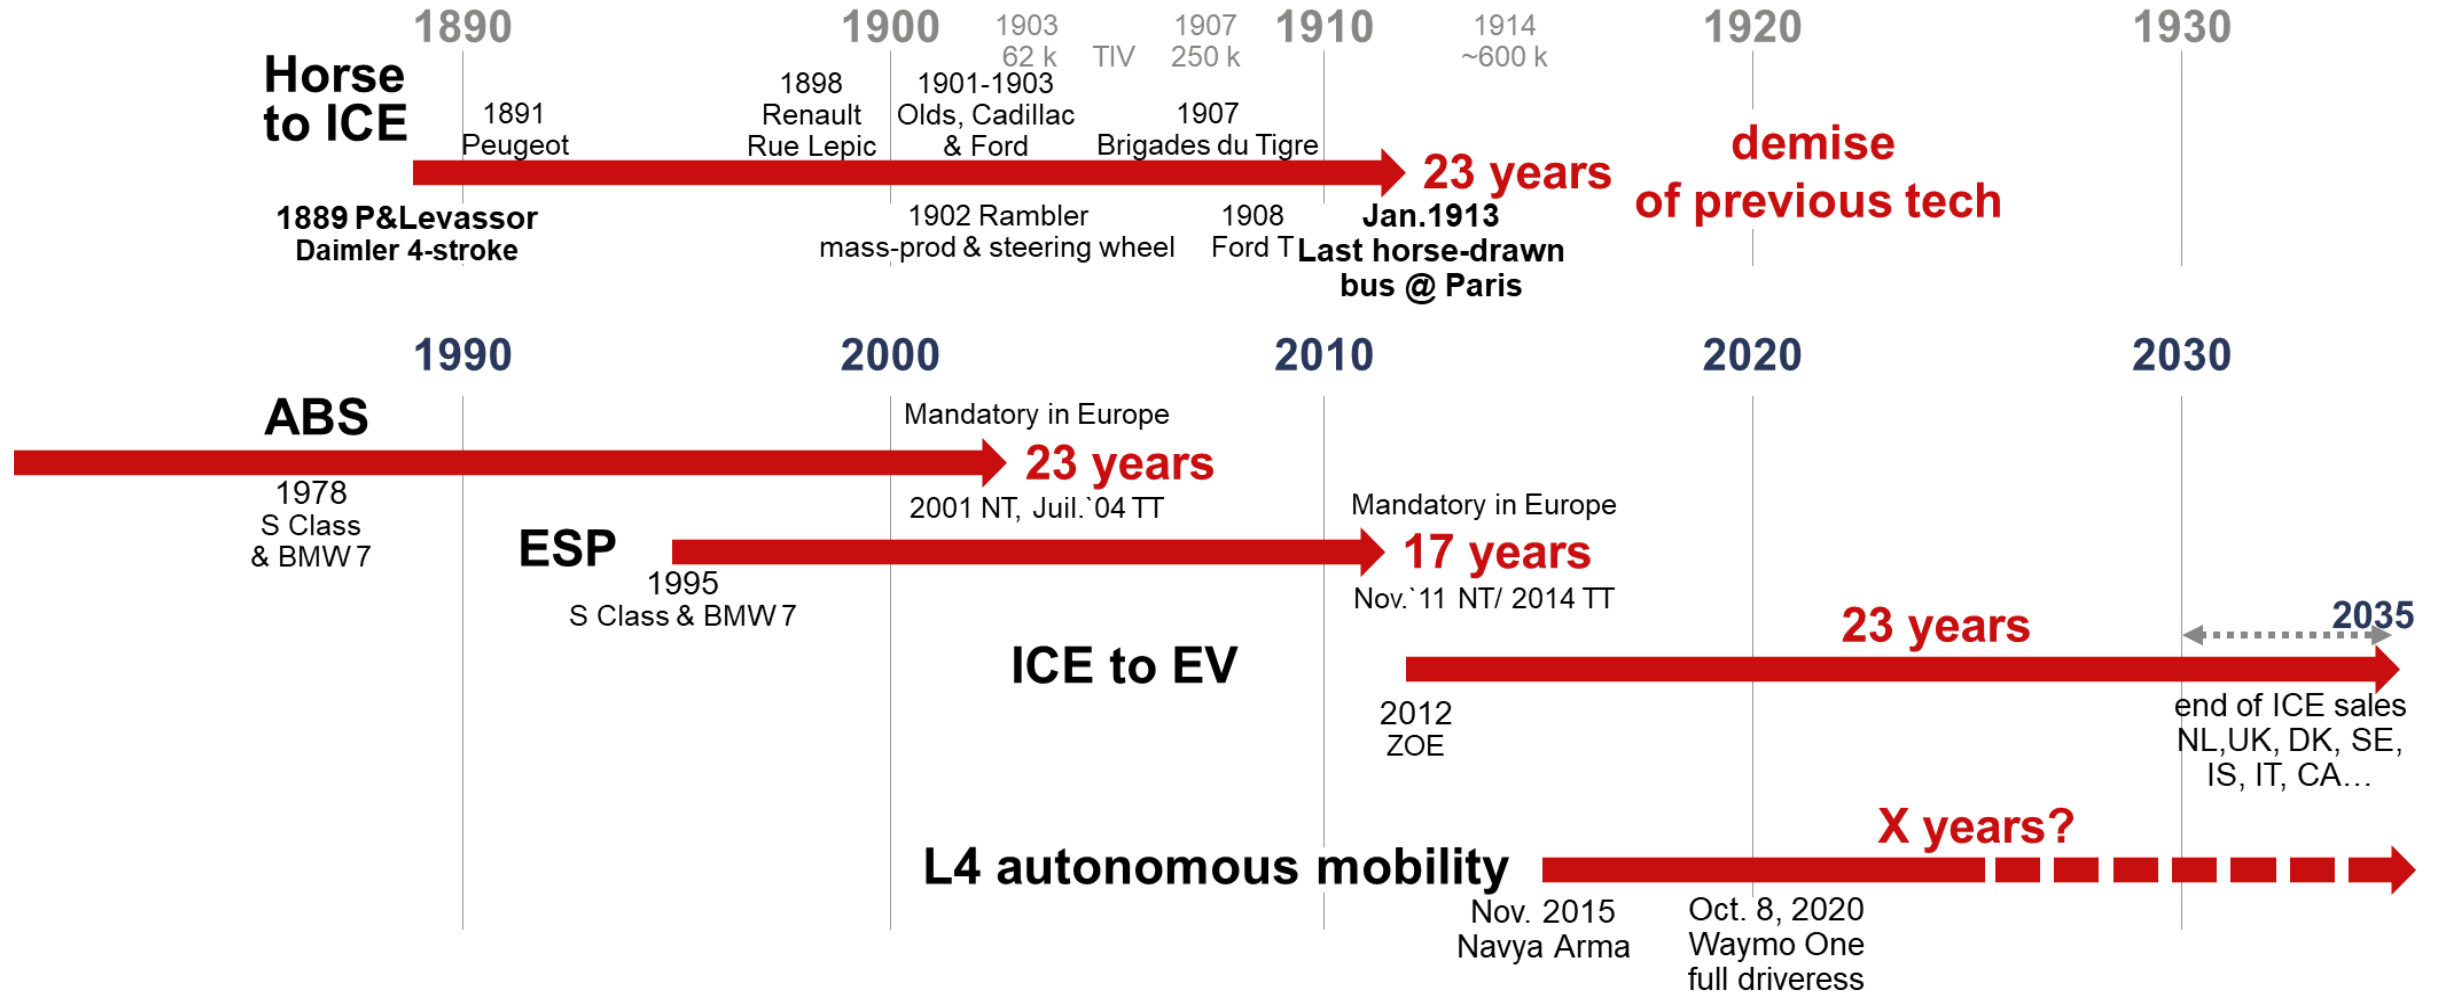 1890
1900
1903
62 k
TIV
1907
250 k
1910
1914
~600 k
1920
1930
Horse
to ICE
1891
Peugeot
1898
Renault
Rue Lepic
1901-1903
Olds, Cadillac
& Ford
1907
Brigades du Tigre
23 years
demise
of previous tech
1889 P&Levassor
Daimler 4-stroke
1902 Rambler
mass-prod & steering wheel
1908
Ford T
Jan.1913
Last horse-drawn
bus @ Paris
1990
2000
2010
2020
2030
ABS
Mandatory in Europe
23 years
1978
S Class
& BMW 7
2001 NT, Juil.`04 TT
ESP
Mandatory in Europe
17 years
1995
S Class & BMW 7
Nov.`11 NT/ 2014 TT
ICE to EV
23 years
2035
2012
ZOE
end of ICE sales
NL,UK, DK, SE,
IS, IT, CA…
L4 autonomous mobility
X years?
Nov. 2015
Navya Arma
Oct. 8, 2020
Waymo One
full driveress